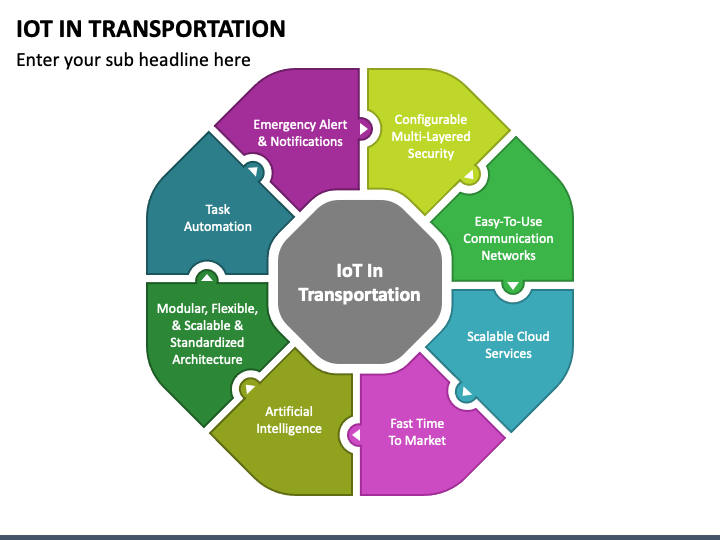 IOT IN TRANSPORTATION
Enter your sub headline here
Emergency Alert
& Notifications
Configurable
Multi-Layered
Security
Easy-To-Use
Communication
Networks
Scalable Cloud
Services
Fast Time
To Market
Artificial
Intelligence
Modular, Flexible,
& Scalable &
Standardized
Architecture
Task
Automation
IoT In
Transportation